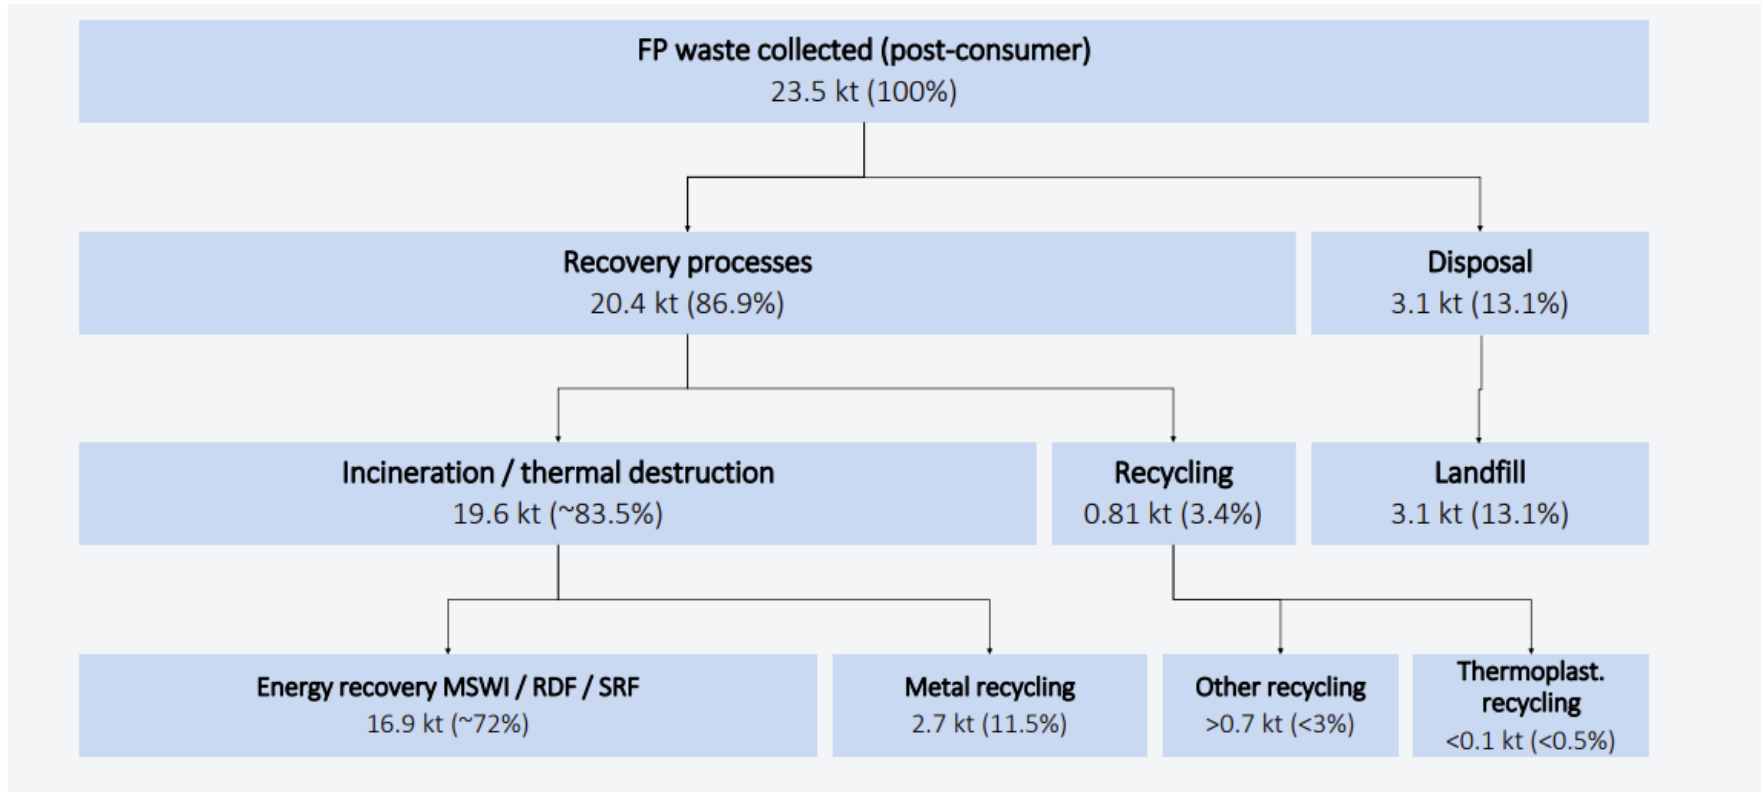 FP waste collected (post-consumer)
23.5 kt (100%)
Recovery processes
20.4 kt (86.9%)
Disposal
3.1 kt (13.1%)
Incineration / thermal destruction
19.6 kt (~83.5%)
Recycling
0.81 kt (3.4%)
Landfill
3.1 kt (13.1%)
Energy recovery MSWI / RDF / SRF
16.9 kt (~72%)
Metal recycling
2.7 kt (11.5%)
Other recycling
>0.7 kt (<3%)
Thermoplast.
recycling
<0.1 kt (<0.5%)